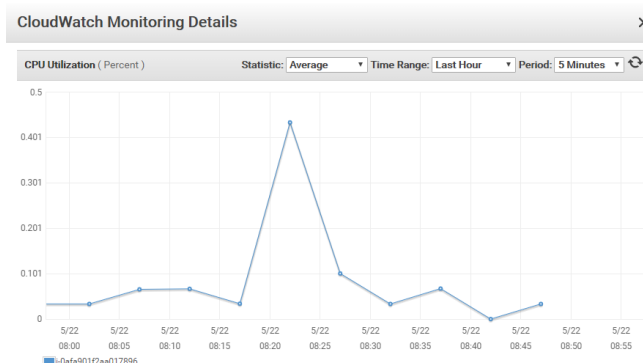 CloudWatch Monitoring Details
CPU Utilization ( Percent ) Statistic: Average Time Range: Last Hour Period: 5 Minutes
0.5
0.401
0.301
0.201
0.101
0
5/22 5/22 5/22 5/22 5/22 5/22 5/22 5/22 5/22 5/22 5/22 5/22
08:00 08:05 08:10 08:15 08:20 08:25 08:30 08:35 08:40 08:45 08:50 08:55
i-0afa901f2aa017896